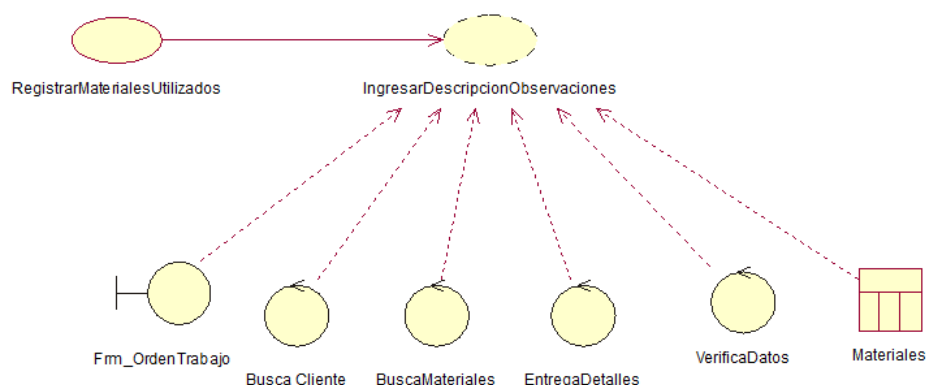 RegistrarMaterialesUtilizados
IngresarDescripcionObservaciones
Frm_OrdenTrabajo
Busca Cliente
BuscaMateriales
EntregaDetalles
VerificaDatos
Materiales